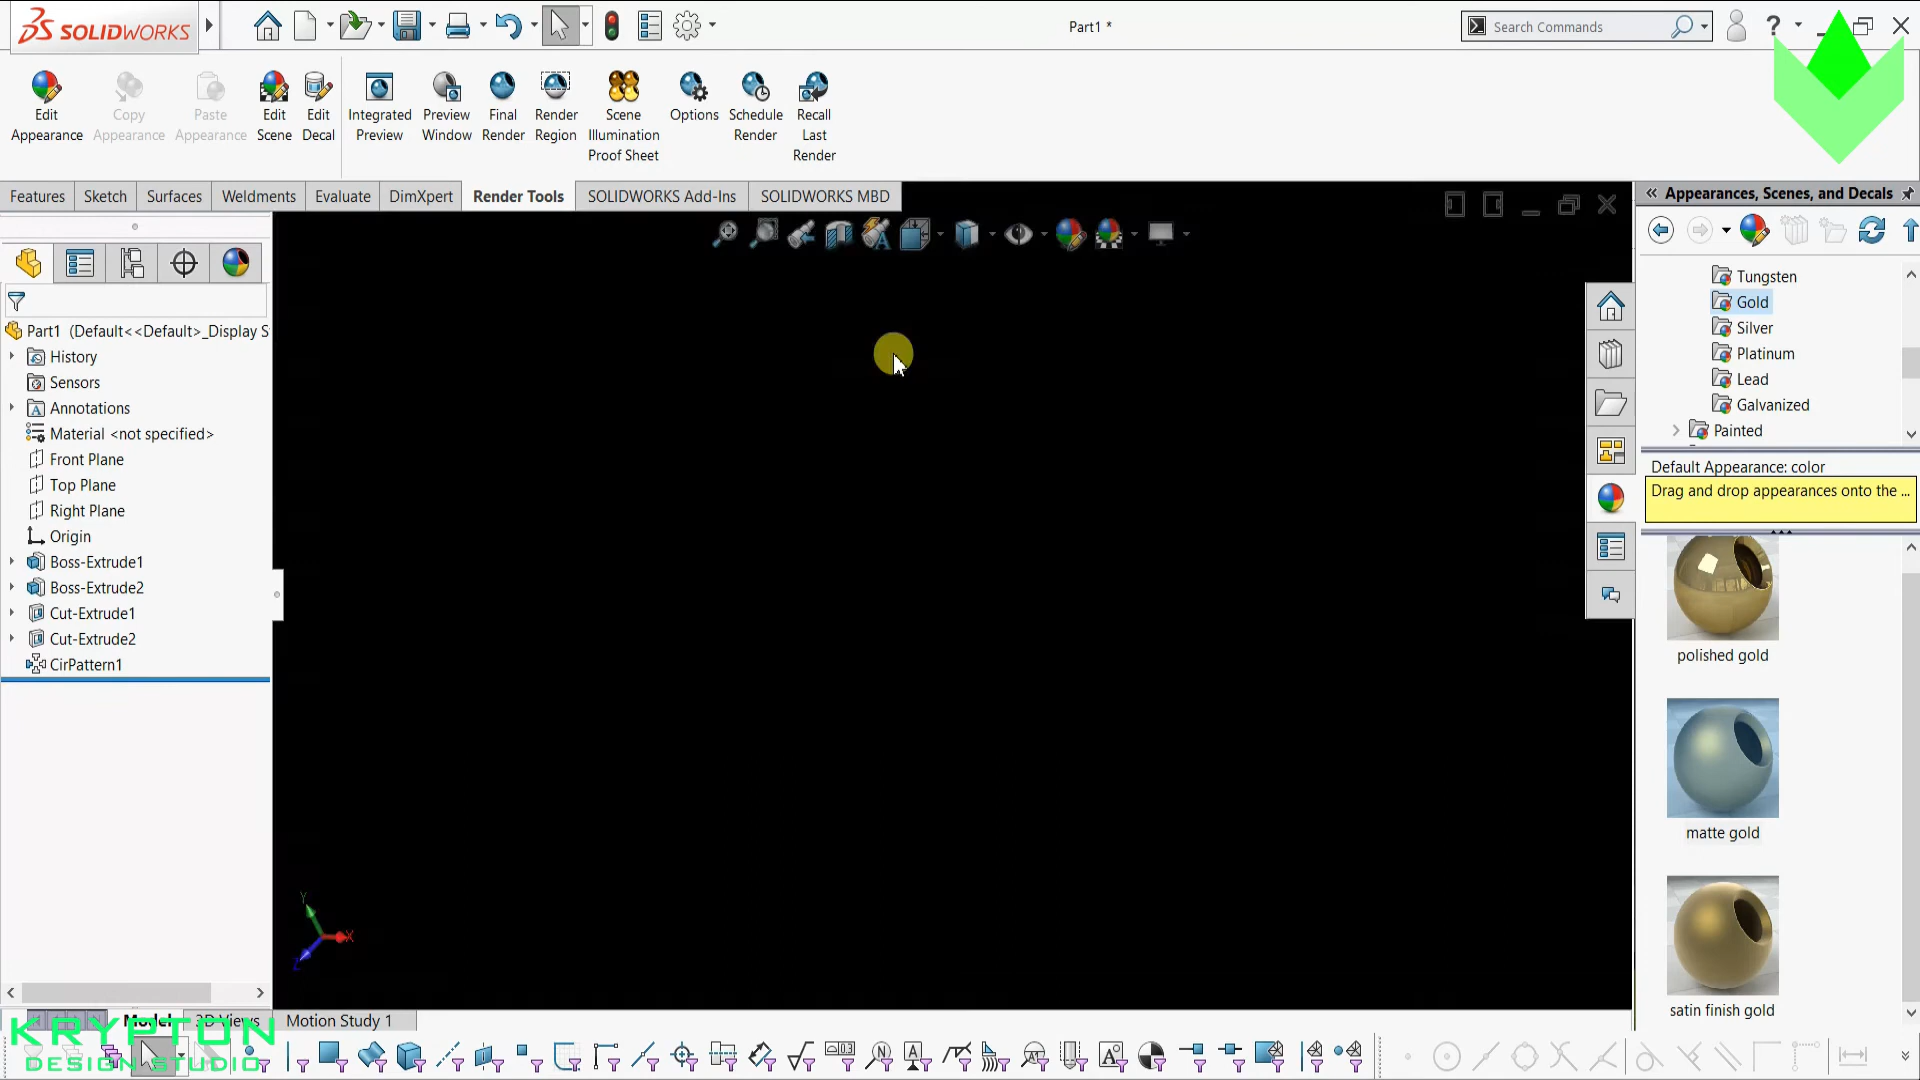 SOLIDWORKS
Part1 *
Search Commands
Edit Appearance
Copy Appearance
Paste Appearance
Edit Scene
Edit Decal
Integrated Preview
Preview Window
Final Render
Render Region
Scene Illumination Proof Sheet
Options
Schedule Render
Recall Last Render
Features
Sketch
Surfaces
Weldments
Evaluate
DimXpert
Render Tools
SOLIDWORKS Add-Ins
SOLIDWORKS MBD
Part1 (Default<<Default>_Display S
History
Sensors
Annotations
Material <not specified>
Front Plane
Top Plane
Right Plane
Origin
Boss-Extrude1
Boss-Extrude2
Cut-Extrude1
Cut-Extrude2
CirPattern1
Y
X
Z
Appearances, Scenes, and Decals
Tungsten
Gold
Silver
Platinum
Lead
Galvanized
Painted
Default Appearance: color
Drag and drop appearances onto the ...
polished gold
matte gold
satin finish gold
Model
3D Views
Motion Study 1
KRYPTON
DESIGN STUDIO